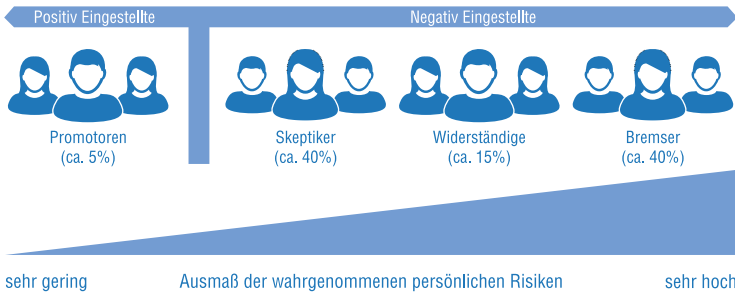 Positiv Eingestellte
Negativ Eingestellte
Promotoren
(ca. 5%)
Skeptiker
(ca. 40%)
Widerständige
(ca. 15%)
Bremser
(ca. 40%)
sehr gering
Ausmaß der wahrgenommenen persönlichen Risiken
sehr hoch